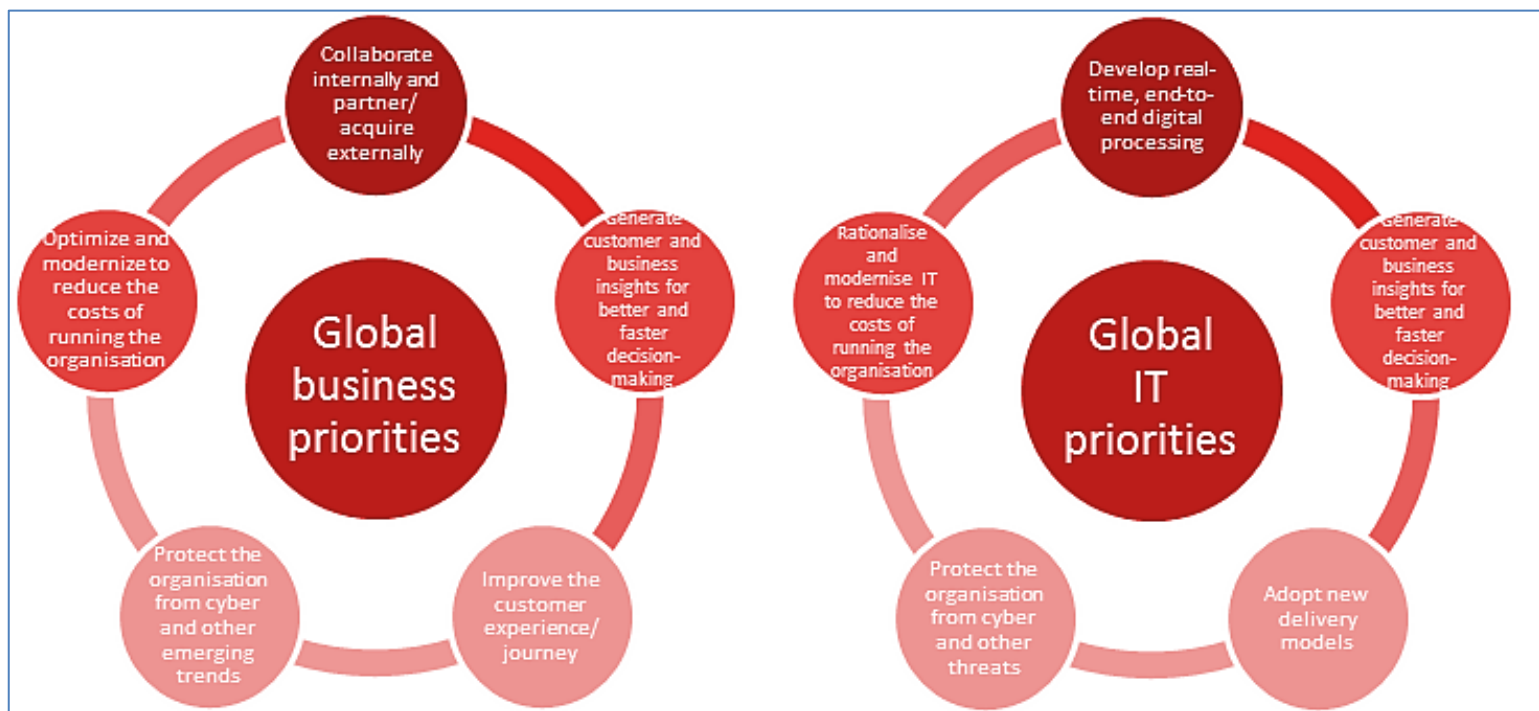 Collaborate
internally and
partner/
acquire
externally
Generate
customer and
business
insights for
better and
faster
decision-
making
Improve the
customer
experience/
journey
Protect the
organisation
from cyber
and other
emerging
trends
Optimize and
modernize to
reduce the
costs of
running the
organisation
Global
business
priorities
Develop real-
time, end-to-
end digital
processing
Generate
customer and
business
insights for
better and
faster
decision-
making
Adopt new
delivery
models
Protect the
organisation
from cyber
and other
threats
Rationalise
and
modernise IT
to reduce the
costs of
running the
organisation
Global
IT
priorities